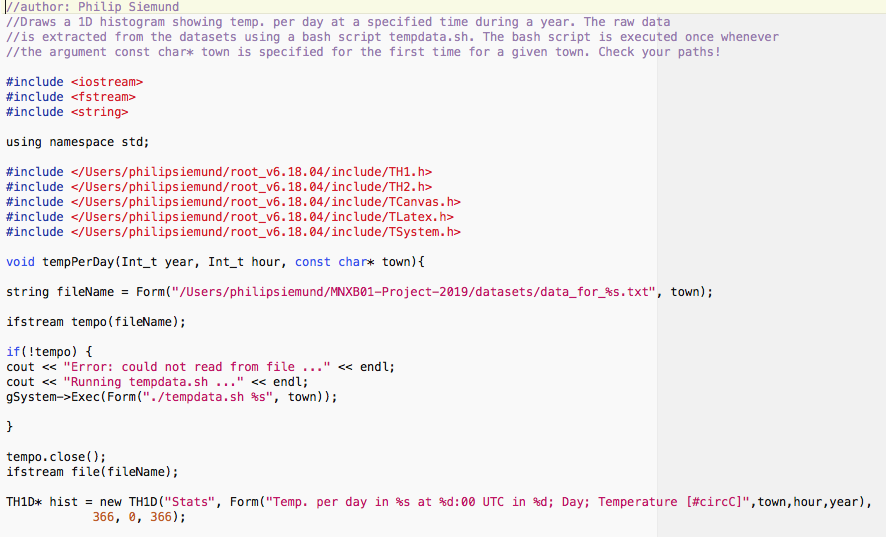 //author: Philip Siemund
//Draws a 1D histogram showing temp. per day at a specified time during a year. The raw data
//is extracted from the datasets using a bash script tempdata.sh. The bash script is executed once whenever
//the argument const char* town is specified for the first time for a given town. Check your paths!

#include <iostream>
#include <fstream>
#include <string>

using namespace std;

#include </Users/philipsiemund/root_v6.18.04/include/TH1.h>
#include </Users/philipsiemund/root_v6.18.04/include/TH2.h>
#include </Users/philipsiemund/root_v6.18.04/include/TCanvas.h>
#include </Users/philipsiemund/root_v6.18.04/include/TLatex.h>
#include </Users/philipsiemund/root_v6.18.04/include/TSystem.h>

void tempPerDay(Int_t year, Int_t hour, const char* town){

string fileName = Form("/Users/philipsiemund/MNXB01-Project-2019/datasets/data_for_%s.txt", town);

ifstream tempo(fileName);

if(!tempo) {
cout << "Error: could not read from file ..." << endl;
cout << "Running tempdata.sh ..." << endl;
gSystem->Exec(Form("./tempdata.sh %s", town));

}

tempo.close();
ifstream file(fileName);

TH1D* hist = new TH1D("Stats", Form("Temp. per day in %s at %d:00 UTC in %d; Day; Temperature [#circC]",town,hour,year),
            366, 0, 366);